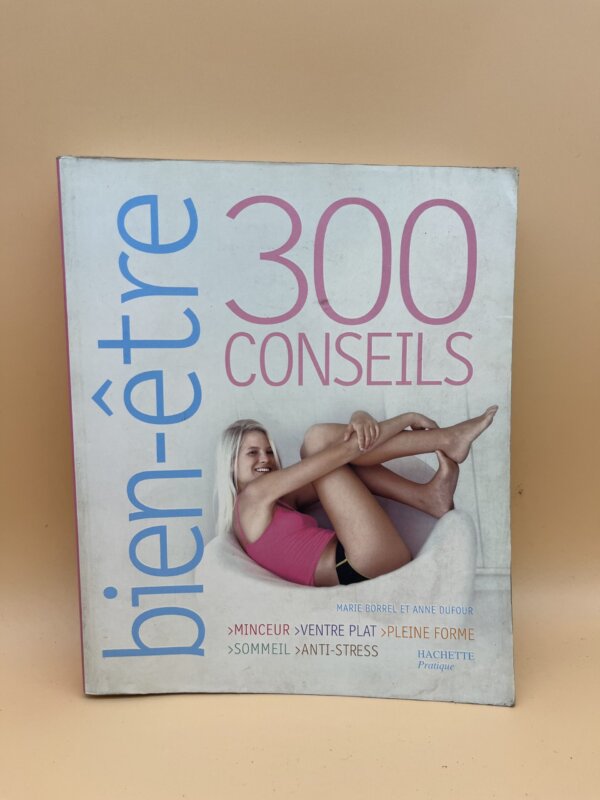 bien-être
300
CONSEILS
MARIE BORREL ET ANNE DUFOUR
>MINCEUR >VENTRE PLAT >PLEINE FORME
>SOMMEIL >ANTI-STRESS
HACHETTE
Pratique